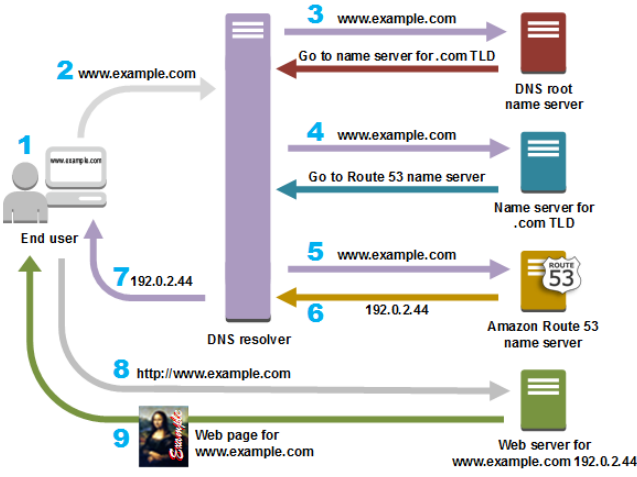 3 www.example.com
Go to name server for .com TLD
DNS root
name server
2 www.example.com
1
www.example.com
End user
4 www.example.com
Go to Route 53 name server
Name server for
.com TLD
5 www.example.com
6 192.0.2.44
ROUTE
53
Amazon Route 53
name server
7 192.0.2.44
DNS resolver
8 http://www.example.com
9
Example
Web page for
www.example.com
Web server for
www.example.com 192.0.2.44